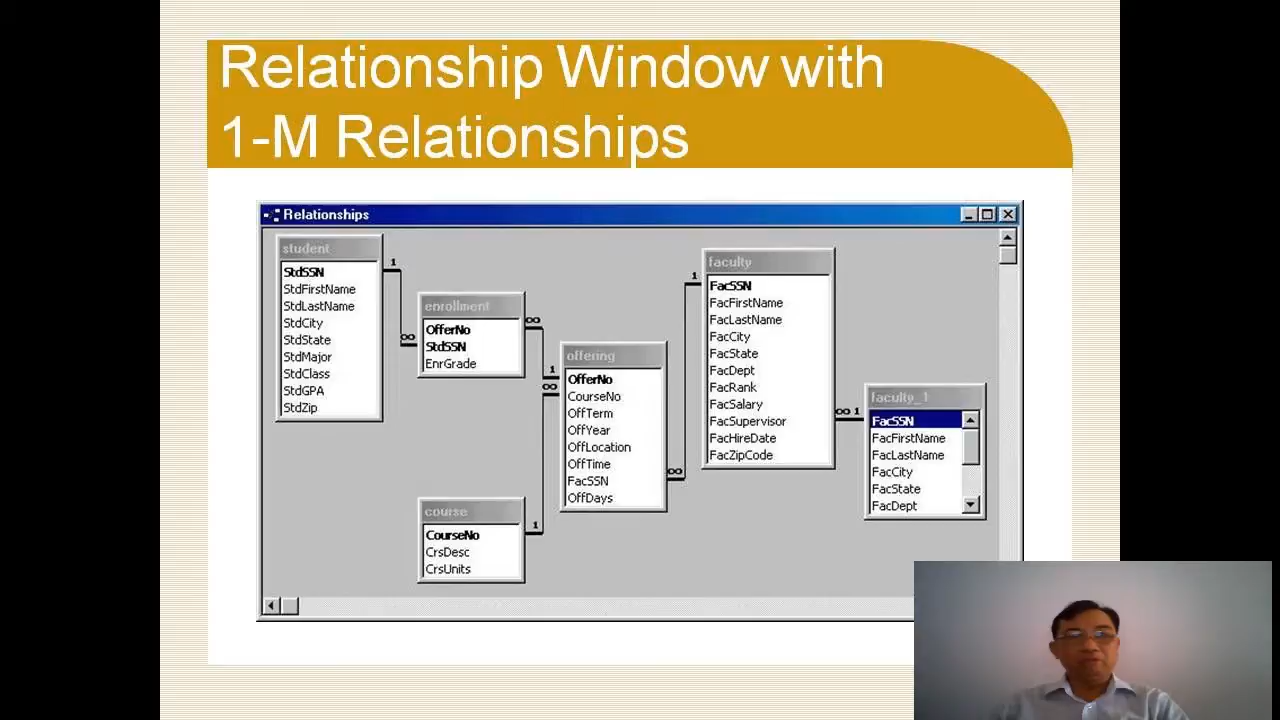 Relationship Window with
1-M Relationships
Relationships
student
StdSSN
StdFirstName
StdLastName
StdCity
StdState
StdMajor
StdClass
StdGPA
StdZip
1
∞
enrollment
OfferNo
StdSSN
EnrGrade
∞
1
∞
offering
OfferNo
CourseNo
OffTerm
OffYear
OffLocation
OffTime
FacSSN
OffDays
∞
1
course
CourseNo
CrsDesc
CrsUnits
1
faculty
FacSSN
FacFirstName
FacLastName
FacCity
FacState
FacDept
FacRank
FacSalary
FacSupervisor
FacHireDate
FacZipCode
∞ 1
faculty_1
FacSSN
FacFirstName
FacLastName
FacCity
FacState
FacDept